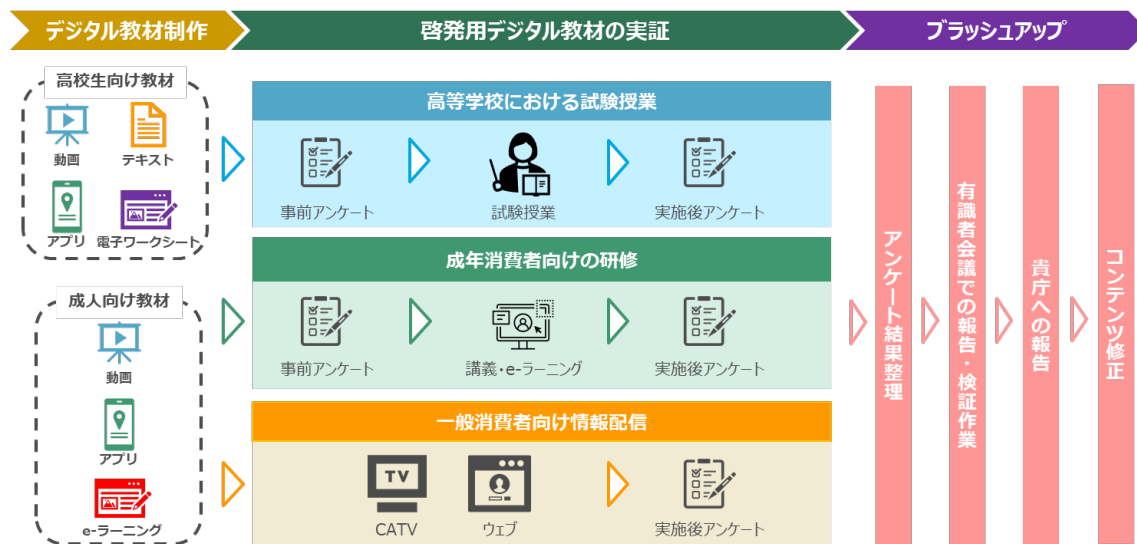 デジタル教材制作
啓発用デジタル教材の実証
ブラッシュアップ
高校生向け教材
動画
テキスト
アプリ
電子ワークシート
成人向け教材
動画
アプリ
e-ラーニング
高等学校における試験授業
事前アンケート
試験授業
実施後アンケート
成年消費者向けの研修
事前アンケート
講義・e-ラーニング
実施後アンケート
一般消費者向け情報配信
TV
CATV
ウェブ
実施後アンケート
アンケート結果整理
有識者会議での報告・検証作業
貴庁への報告
コンテンツ修正